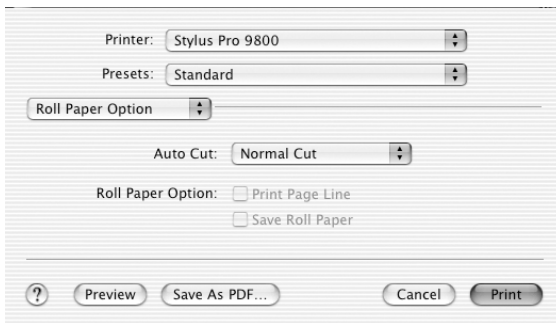 Printer: Stylus Pro 9800
Presets: Standard
Roll Paper Option
Auto Cut: Normal Cut
Roll Paper Option: Print Page Line
Save Roll Paper
? Preview Save As PDF... Cancel Print